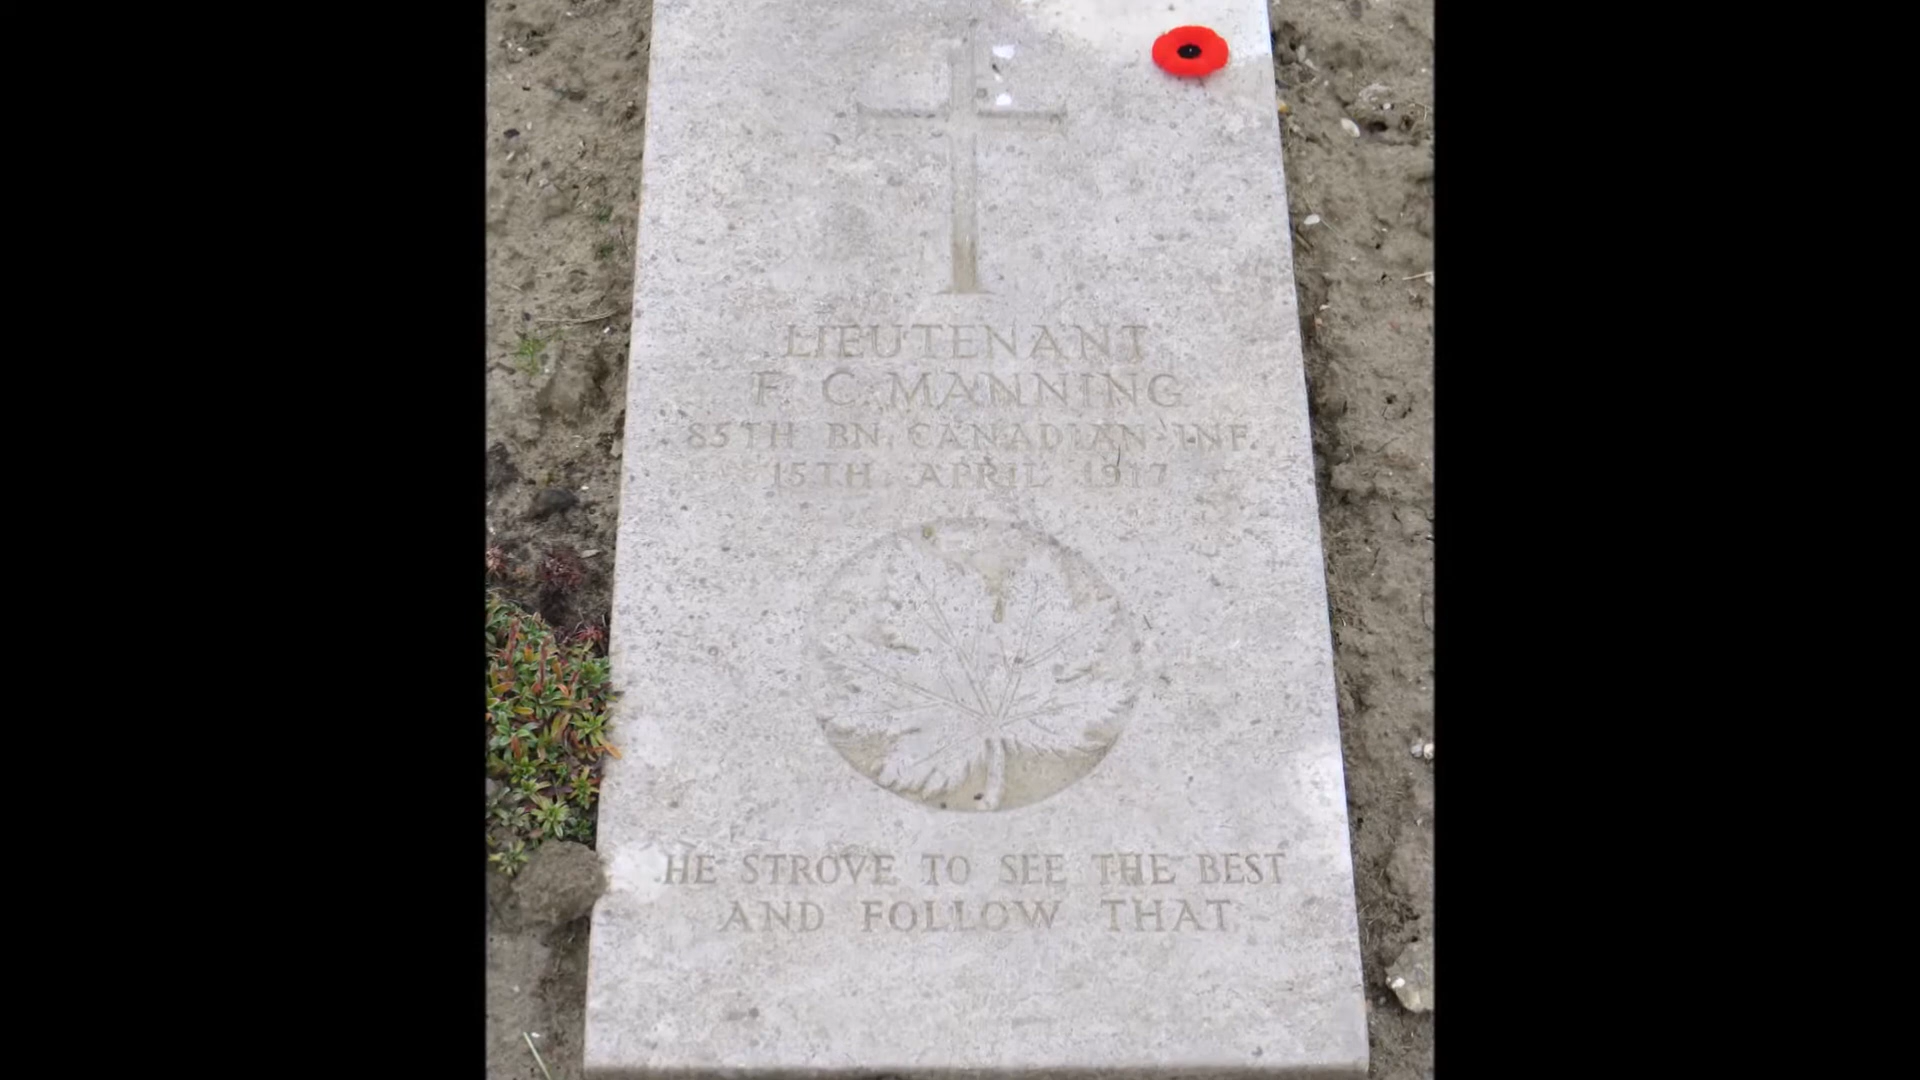 LIEUTENANT
F. C. MANNING
85TH BN. CANADIAN INF.
15TH APRIL 1917
HE STROVE TO SEE THE BEST
AND FOLLOW THAT